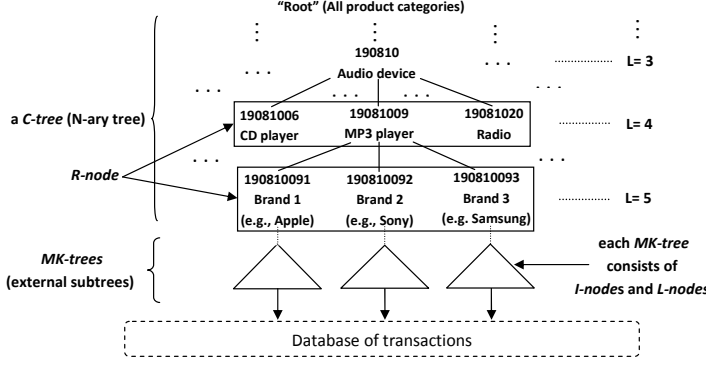 "Root" (All product categories)
190810
Audio device
L= 3
a C-tree (N-ary tree)
19081006
CD player
19081009
MP3 player
19081020
Radio
L= 4
R-node
190810091
Brand 1
(e.g., Apple)
190810092
Brand 2
(e.g., Sony)
190810093
Brand 3
(e.g. Samsung)
L= 5
MK-trees
(external subtrees)
each MK-tree
consists of
I-nodes and L-nodes
Database of transactions